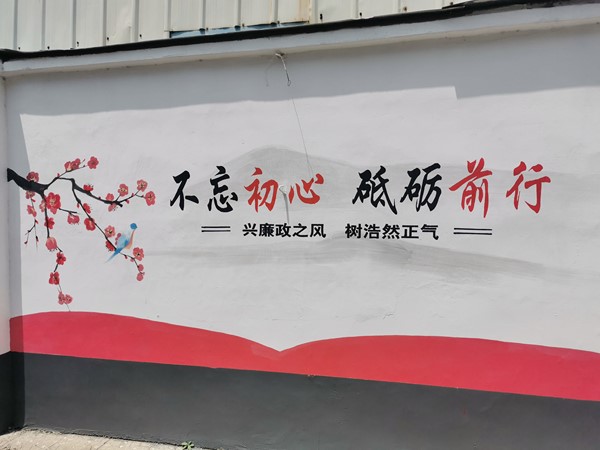 不忘初心 砥砺前行
兴廉政之风 树浩然正气